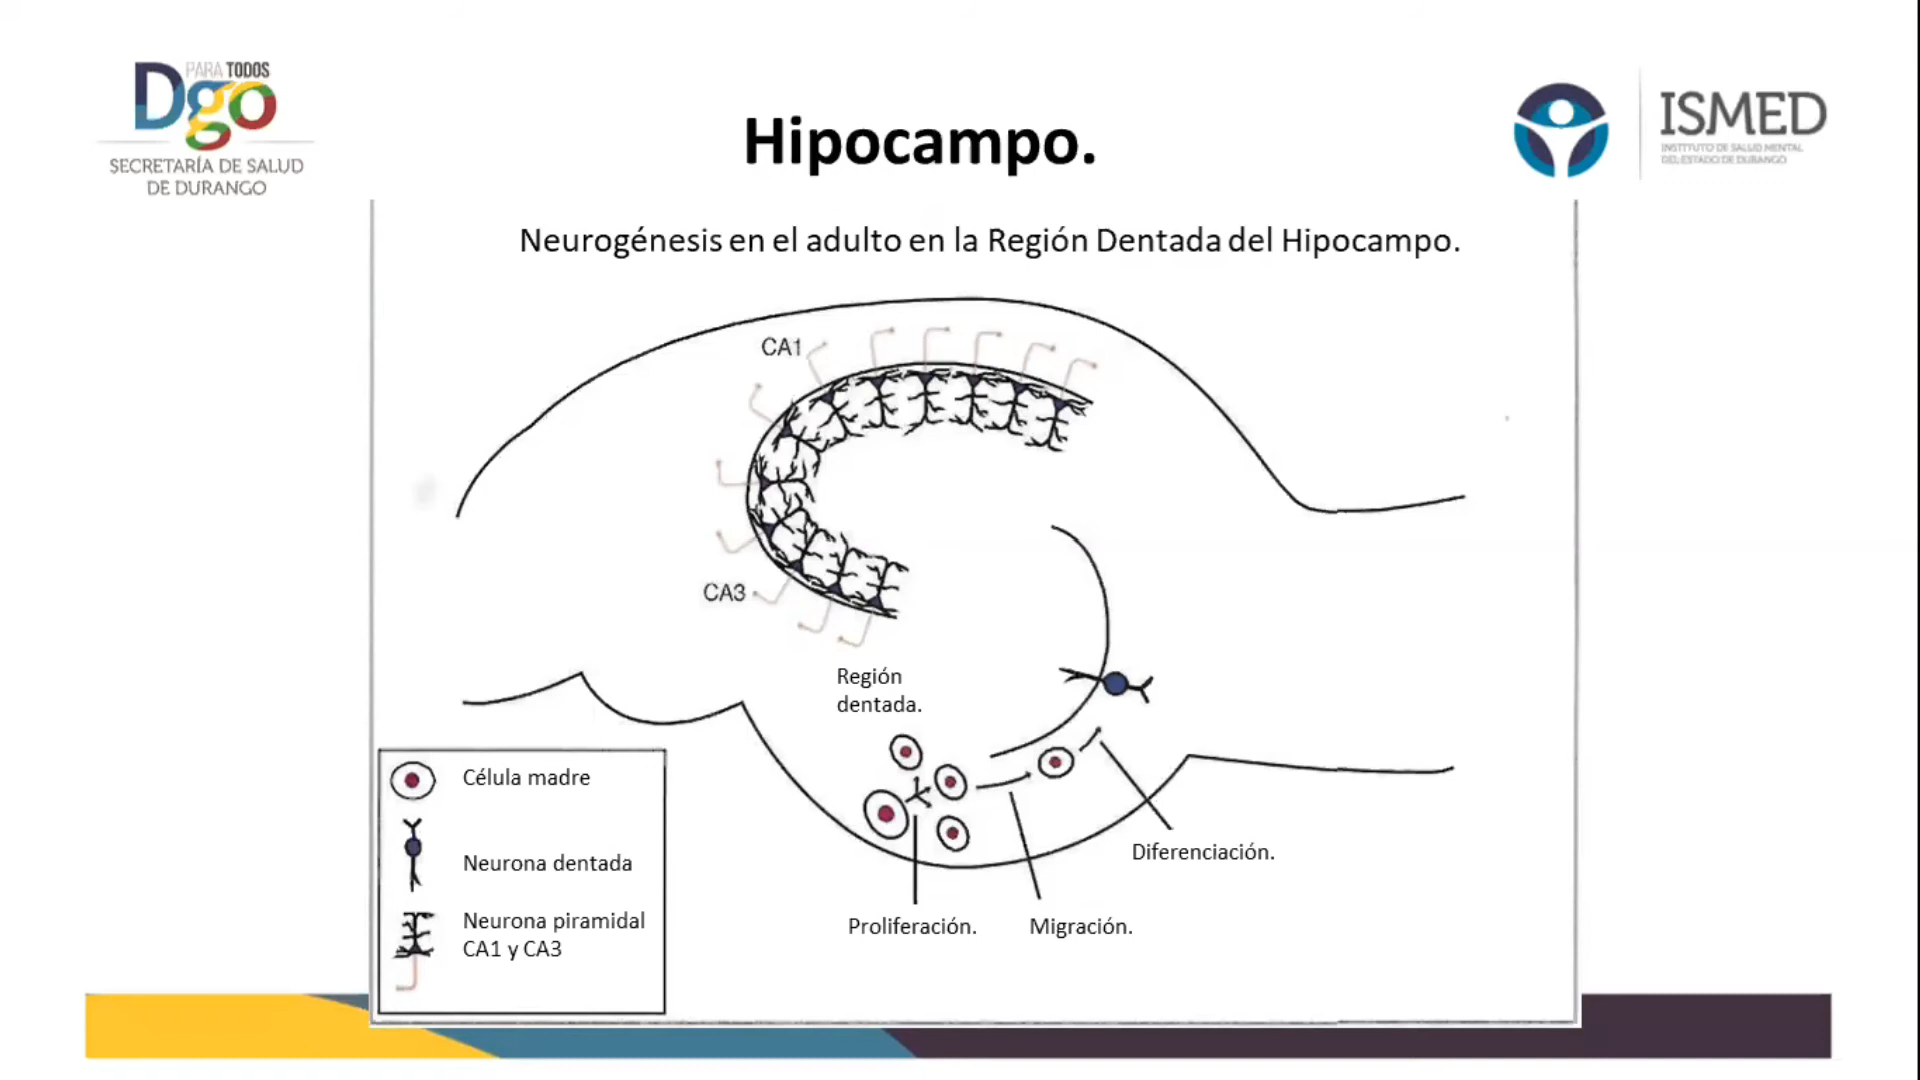 PARA TODOS
Dgo
SECRETARÍA DE SALUD
DE DURANGO
Hipocampo.
ISMED
INSTITUTO DE SALUD MENTAL
DEL ESTADO DE DURANGO
Neurogénesis en el adulto en la Región Dentada del Hipocampo.
CA1
CA3
Región
dentada.
Célula madre
Neurona dentada
Neurona piramidal
CA1 y CA3
Diferenciación.
Proliferación.
Migración.